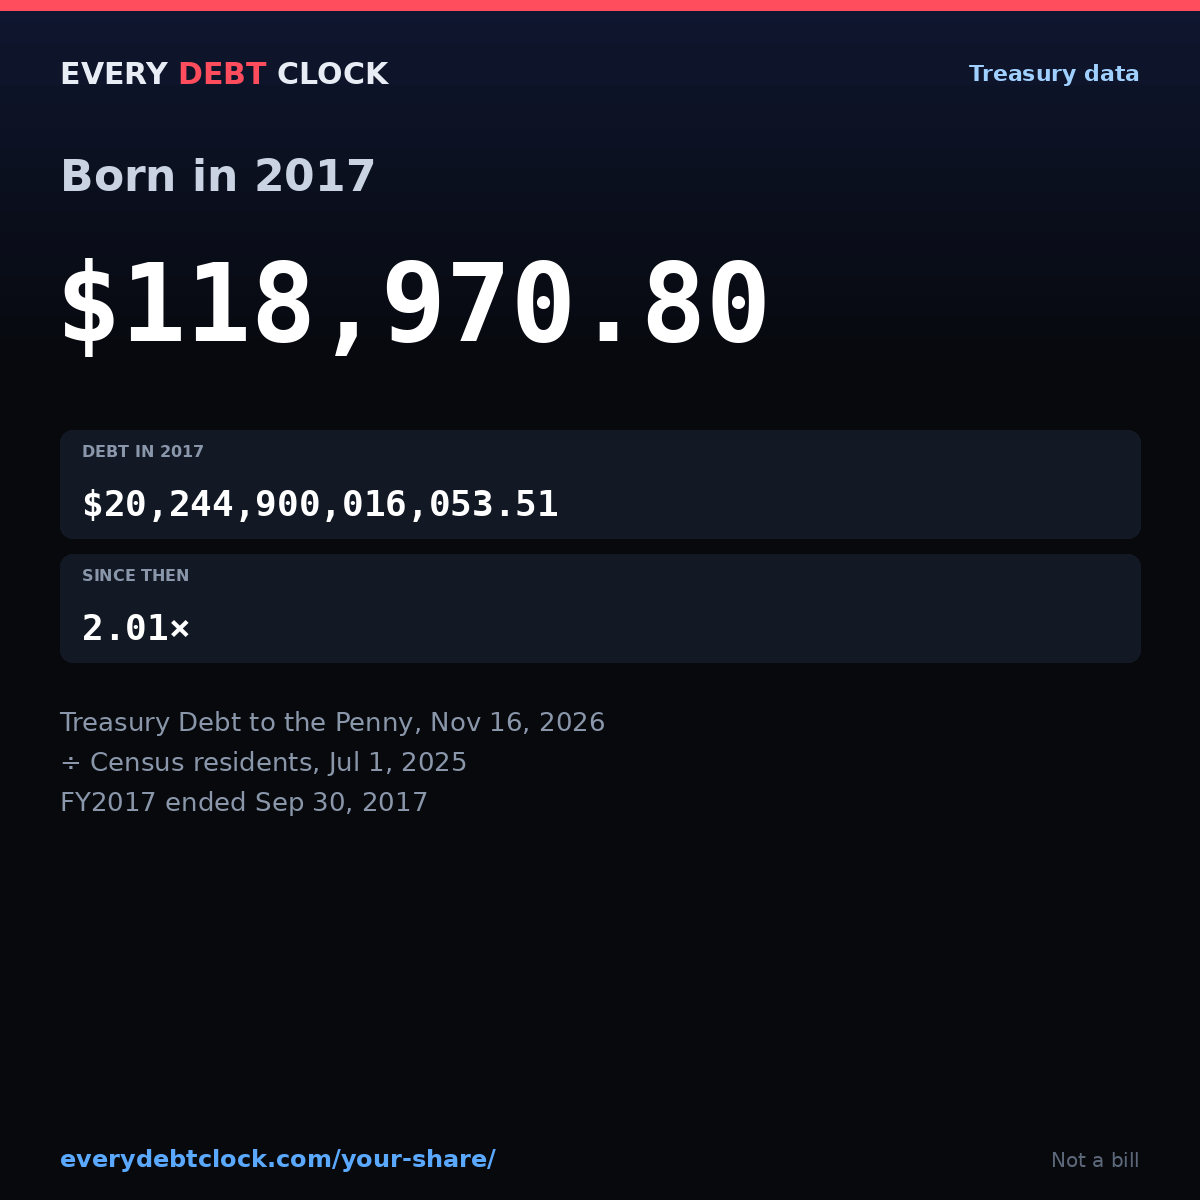 EVERY DEBT CLOCK
Treasury data
Born in 2017
$118,970.80
DEBT IN 2017
$20,244,900,016,053.51
SINCE THEN
2.01×
Treasury Debt to the Penny, Nov 16, 2026
÷ Census residents, Jul 1, 2025
FY2017 ended Sep 30, 2017
everydebtclock.com/your-share/
Not a bill